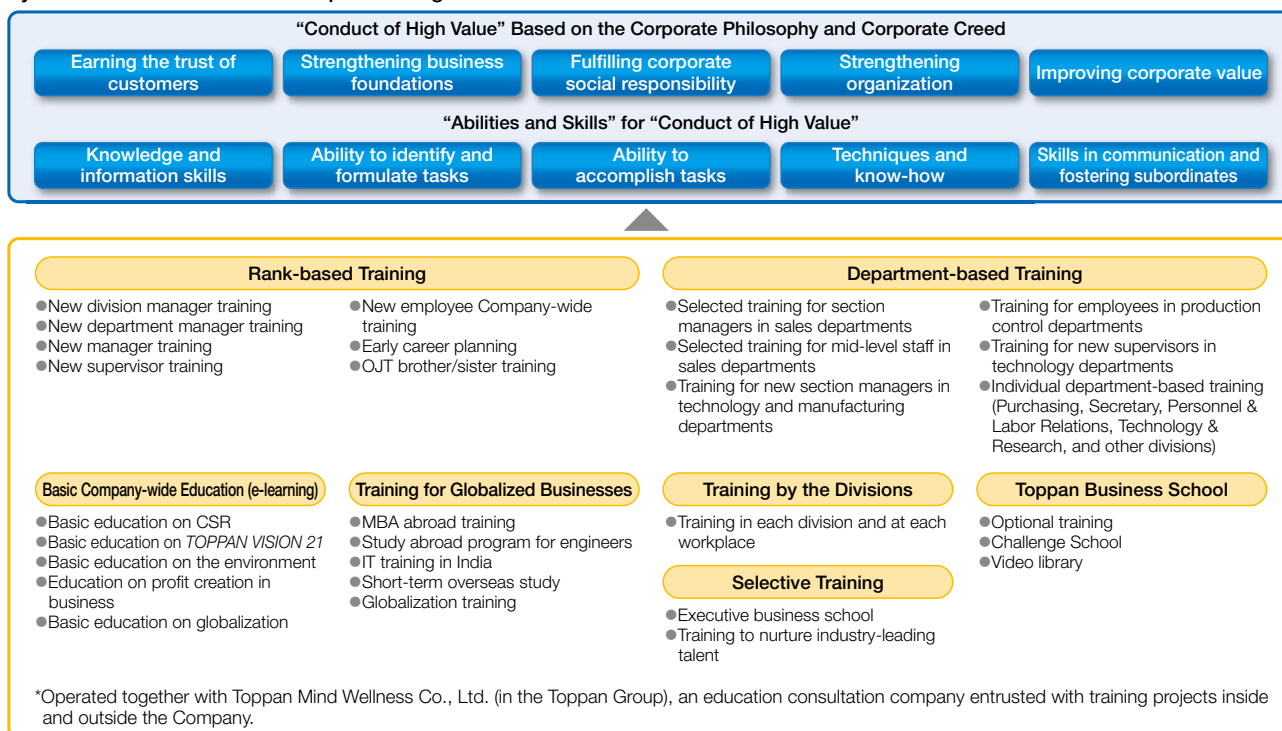 “Conduct of High Value” Based on the Corporate Philosophy and Corporate Creed
Earning the trust of
customers
Strengthening business
foundations
Fulfilling corporate
social responsibility
Strengthening
organization
Improving corporate value
“Abilities and Skills” for “Conduct of High Value”
Knowledge and
information skills
Ability to identify and
formulate tasks
Ability to
accomplish tasks
Techniques and
know-how
Skills in communication and
fostering subordinates
Rank-based Training
●New division manager training
●New department manager training
●New manager training
●New supervisor training
●New employee Company-wide
training
●Early career planning
●OJT brother/sister training
Department-based Training
●Selected training for section
managers in sales departments
●Selected training for mid-level staff in
sales departments
●Training for new section managers in
technology and manufacturing
departments
●Training for employees in production
control departments
●Training for new supervisors in
technology departments
●Individual department-based training
(Purchasing, Secretary, Personnel &
Labor Relations, Technology &
Research, and other divisions)
Basic Company-wide Education (e-learning)
●Basic education on CSR
●Basic education on TOPPAN VISION 21
●Basic education on the environment
●Education on profit creation in
business
●Basic education on globalization
Training for Globalized Businesses
●MBA abroad training
●Study abroad program for engineers
●IT training in India
●Short-term overseas study
●Globalization training
Training by the Divisions
●Training in each division and at each
workplace
Selective Training
●Executive business school
●Training to nurture industry-leading
talent
Toppan Business School
●Optional training
●Challenge School
●Video library
*Operated together with Toppan Mind Wellness Co., Ltd. (in the Toppan Group), an education consultation company entrusted with training projects inside
and outside the Company.